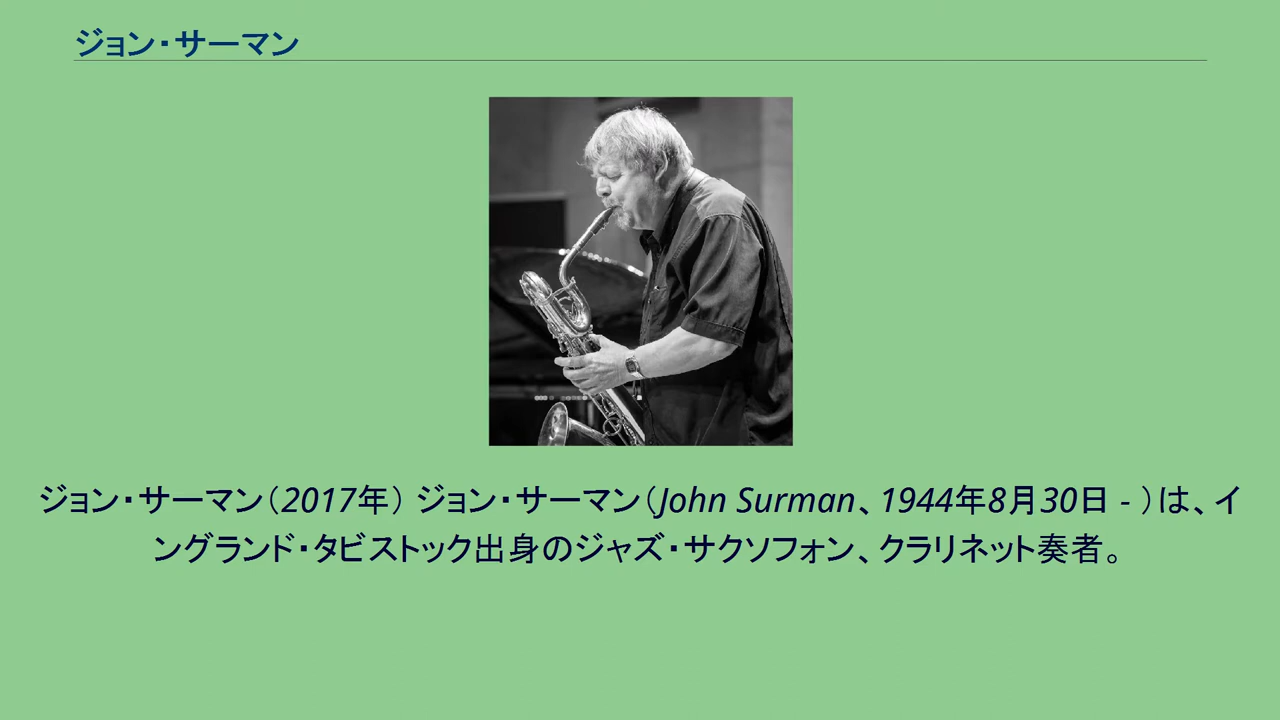 ジョン・サーマン
ジョン・サーマン（2017年） ジョン・サーマン（John Surman、1944年8月30日 - ）は、イ
ングランド・タビストック出身のジャズ・サクソフォン、クラリネット奏者。